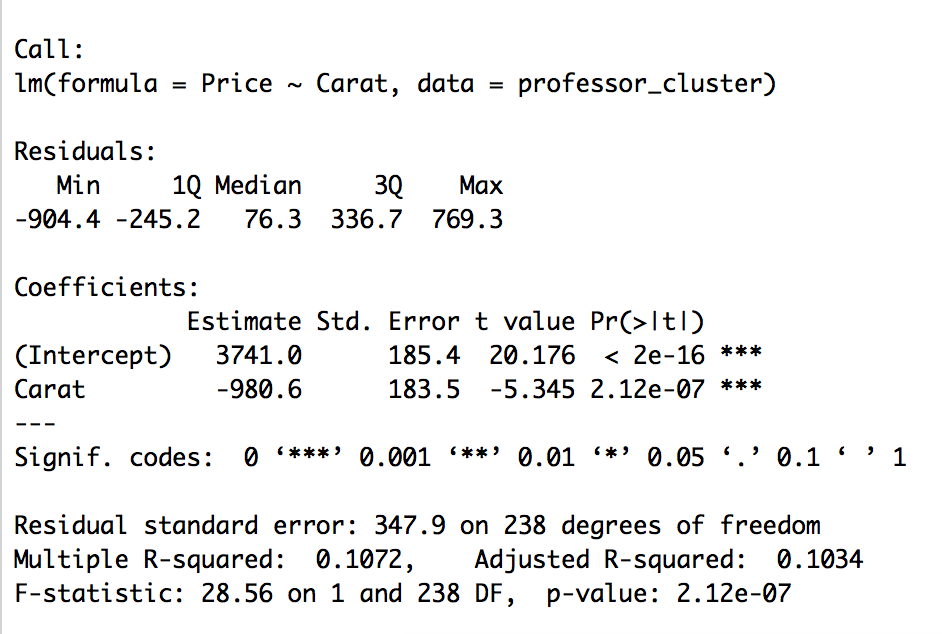 Call:
lm(formula = Price ~ Carat, data = professor_cluster)
Residuals:
Min 1Q Median 3Q Max
-904.4 -245.2 76.3 336.7 769.3
Coefficients:
Estimate Std. Error t value Pr(>|t|)
(Intercept) 3741.0 185.4 20.176 < 2e-16 ***
Carat -980.6 183.5 -5.345 2.12e-07 ***
---
Signif. codes: 0 ‘***’ 0.001 ‘**’ 0.01 ‘*’ 0.05 ‘.’ 0.1 ‘ ’ 1
Residual standard error: 347.9 on 238 degrees of freedom
Multiple R-squared: 0.1072, Adjusted R-squared: 0.1034
F-statistic: 28.56 on 1 and 238 DF, p-value: 2.12e-07